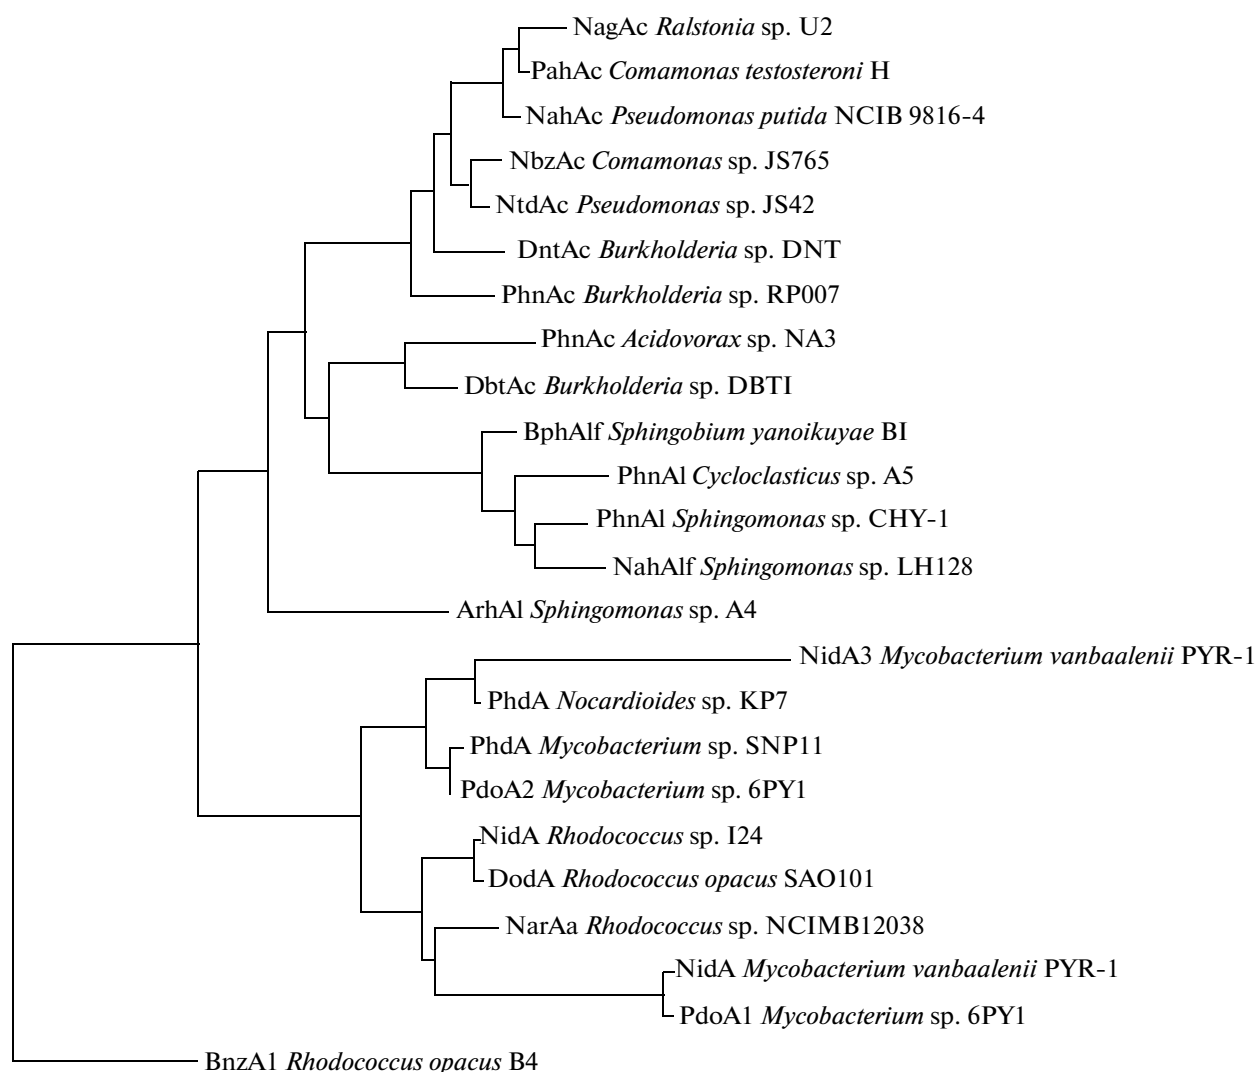 NagAc Ralstonia sp. U2
PahAc Comamonas testosteroni H
NahAc Pseudomonas putida NCIB 9816-4
NbzAc Comamonas sp. JS765
NtdAc Pseudomonas sp. JS42
DntAc Burkholderia sp. DNT
PhnAc Burkholderia sp. RP007
PhnAc Acidovorax sp. NA3
DbtAc Burkholderia sp. DBTI
BphAlf Sphingobium yanoikuyae BI
PhnAl Cycloclasticus sp. A5
PhnAl Sphingomonas sp. CHY-1
NahAlf Sphingomonas sp. LH128
ArhAl Sphingomonas sp. A4
NidA3 Mycobacterium vanbaalenii PYR-1
PhdA Nocardioides sp. KP7
PhdA Mycobacterium sp. SNP11
PdoA2 Mycobacterium sp. 6PY1
NidA Rhodococcus sp. I24
DodA Rhodococcus opacus SAO101
NarAa Rhodococcus sp. NCIMB12038
NidA Mycobacterium vanbaalenii PYR-1
PdoA1 Mycobacterium sp. 6PY1
BnzA1 Rhodococcus opacus B4